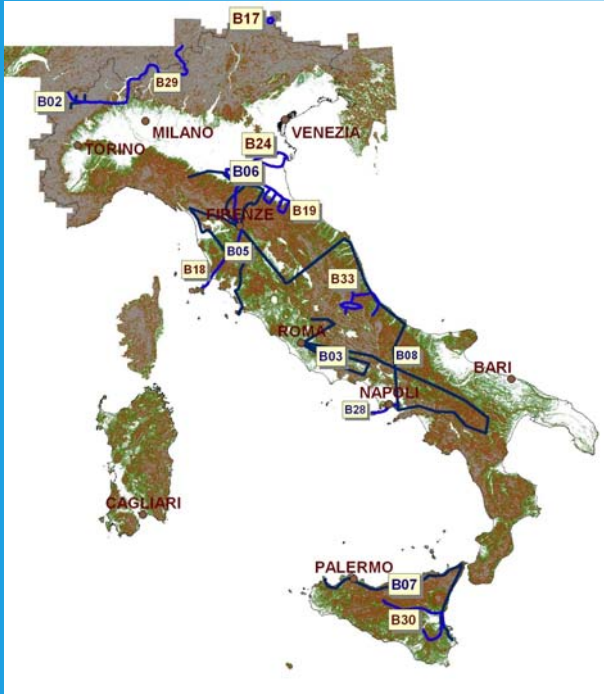 B17
B29
B02
MILANO
VENEZIA
TORINO
B24
B06
B19
FIRENZE
B05
B18
B33
ROMA
B03
B08
BARI
NAPOLI
B28
CAGLIARI
PALERMO
B07
B30